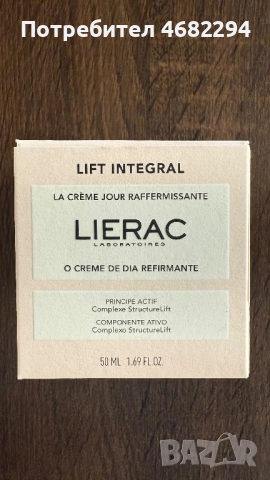 Потребител 4682294
LIFT INTEGRAL
LA CRÈME JOUR RAFFERMISSANTE
LIERAC
LABORATOIRES
O CREME DE DIA REFIRMANTE
PRINCIPE ACTIF
Complexe StructureLift
COMPONENTE ATIVO
Complexo StructureLift
50 ML 1.69 FL.OZ.
BAZAR